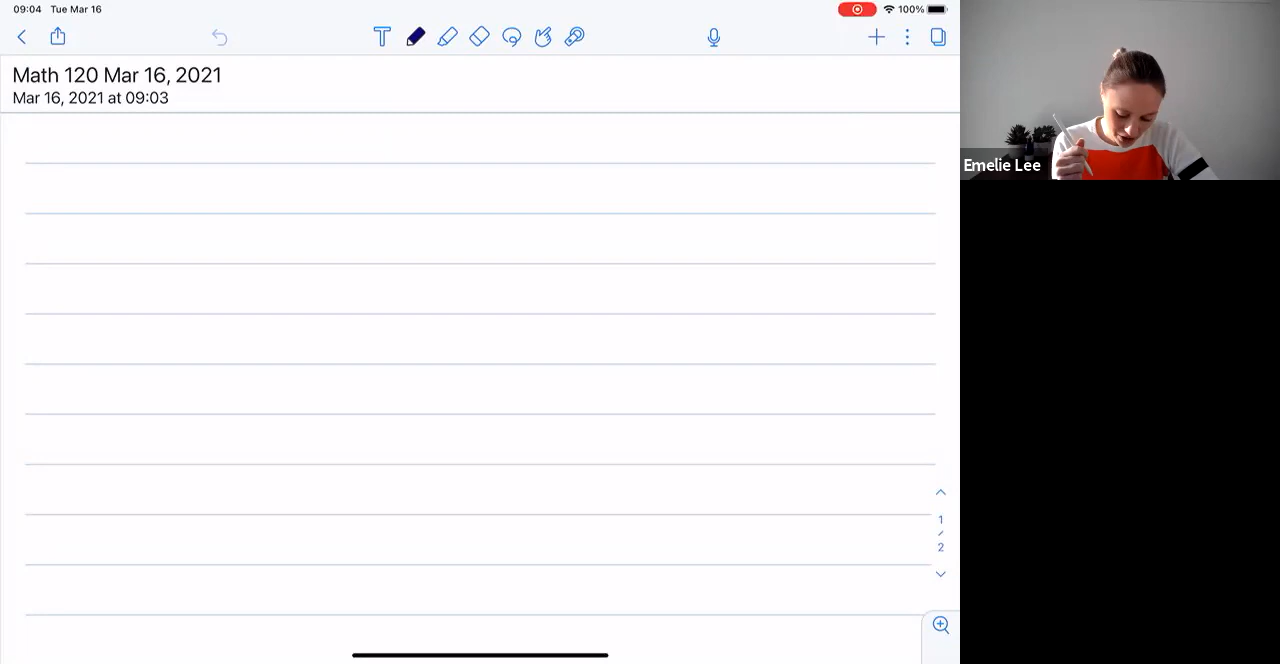 09:04 Tue Mar 16
100%
T
Math 120 Mar 16, 2021
Mar 16, 2021 at 09:03
Emelie Lee
1
/
2